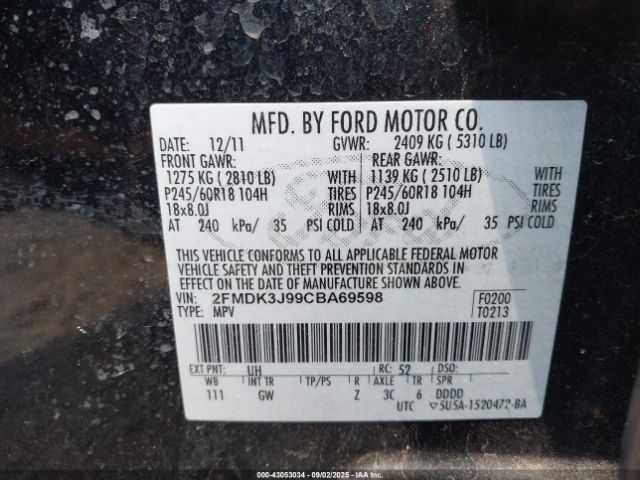 MFD. BY FORD MOTOR CO.
DATE: 12/11 GVWR: 2409 KG ( 5310 LB)
FRONT GAWR: REAR GAWR:
1275 KG ( 2810 LB) WITH 1139 KG ( 2510 LB) WITH
P245/60R18 104H TIRES P245/60R18 104H TIRES
18x8.0J RIMS 18x8.0J RIMS
AT 240 kPa/ 35 PSI COLD AT 240 kPa/ 35 PSI COLD
THIS VEHICLE CONFORMS TO ALL APPLICABLE FEDERAL MOTOR
VEHICLE SAFETY AND THEFT PREVENTION STANDARDS IN
EFFECT ON THE DATE OF MANUFACTURE SHOWN ABOVE.
VIN: 2FMDK3J99CBA69598 F0200
TYPE: MPV T0213
EXT PNT: UH RC: 52 DSO:
WB INT TR TP/PS R AXLE TR SPR
111 GW Z 3C 6 DDDD
UTC ▽5U5A-1520472-BA
©2025 - 43053034 - 09/02/2025 - IAAI.COM